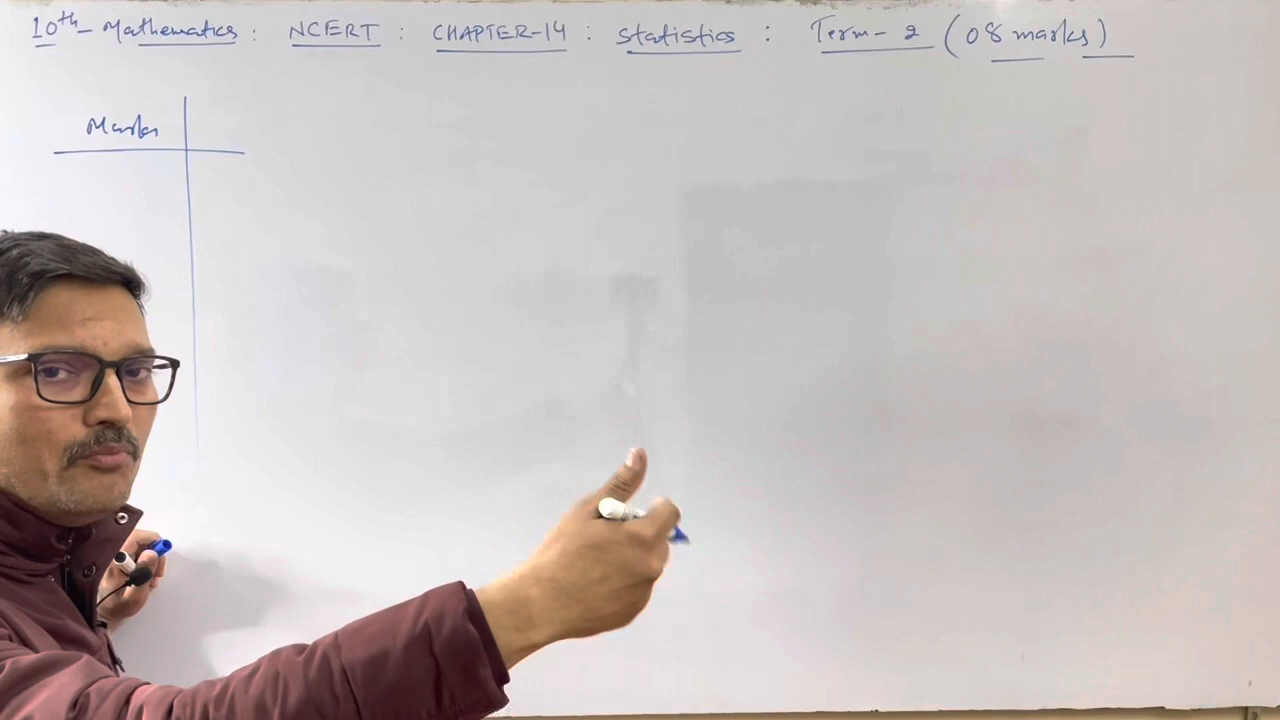 10th- Mathematics : NCERT : CHAPTER-14 : Statistics : Term- 2 (08 marks)
Marks